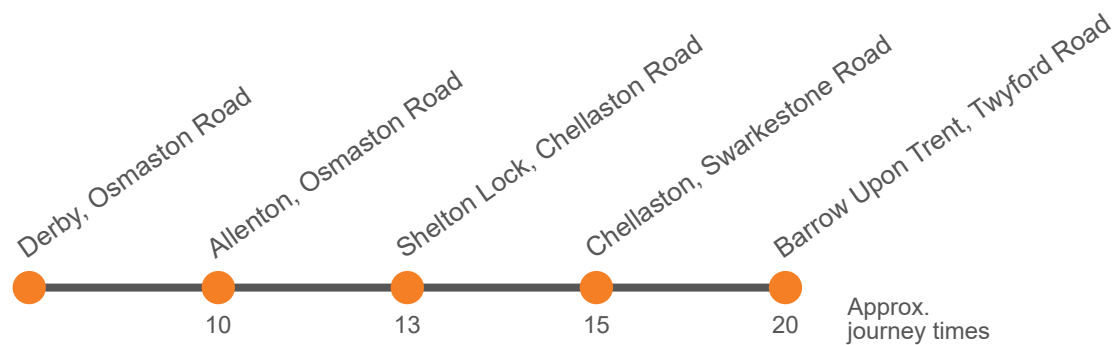 Derby, Osmaston Road
Allenton, Osmaston Road
Shelton Lock, Chellaston Road
Chellaston, Swarkestone Road
Barrow Upon Trent, Twyford Road
10
13
15
20
Approx.
journey times